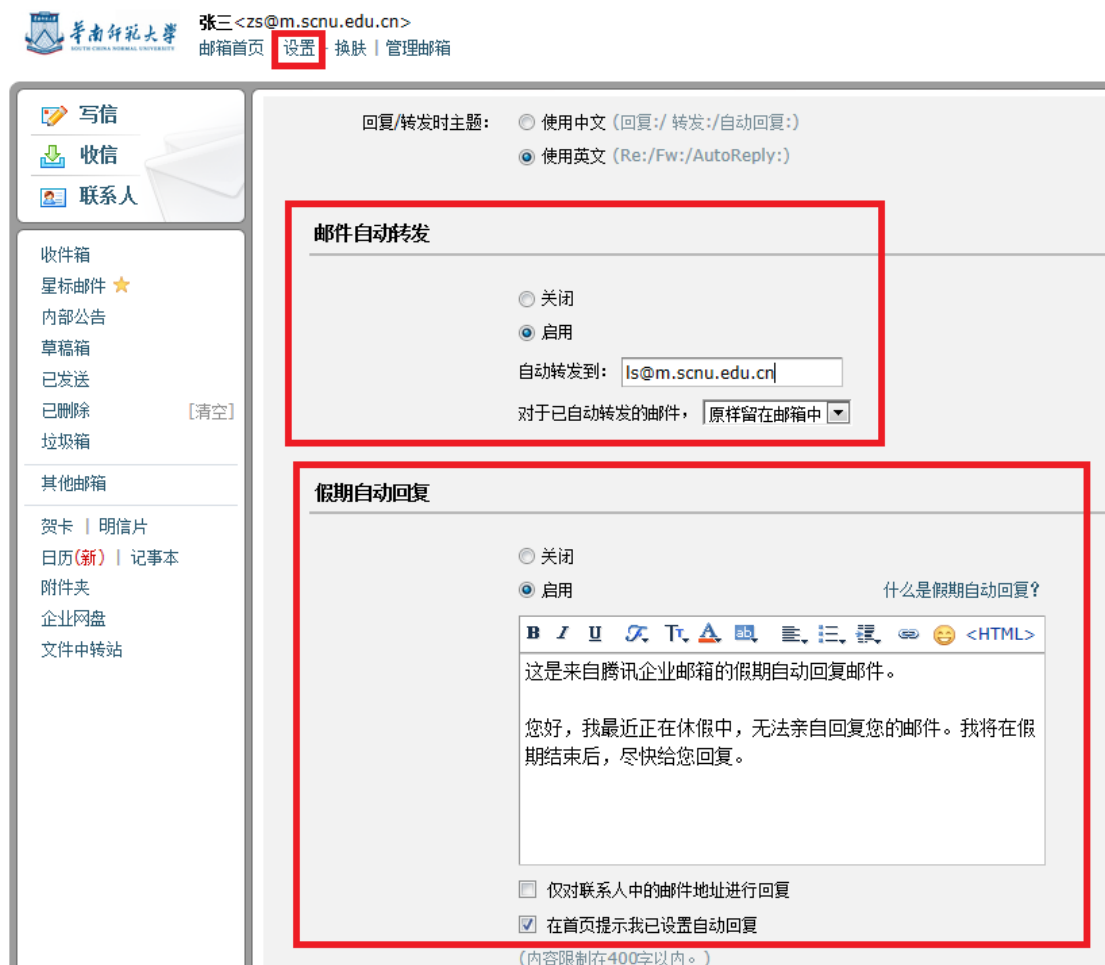 華南師範大學 张三<zs@m.scnu.edu.cn>
SOUTH CHINA NORMAL UNIVERSITY
邮箱首页 设置 - 换肤 | 管理邮箱
写信
收信
联系人
收件箱
星标邮件
内部公告
草稿箱
已发送
已删除 [清空]
垃圾箱
其他邮箱
贺卡 | 明信片
日历(新) | 记事本
附件夹
企业网盘
文件中转站
回复/转发时主题: 使用中文 (回复:/ 转发:/自动回复:)
使用英文 (Re:/Fw:/AutoReply:)
邮件自动转发
关闭
启用
自动转发到: ls@m.scnu.edu.cn
对于已自动转发的邮件, 原样留在邮箱中
假期自动回复
关闭
启用 什么是假期自动回复?
B I U <HTML>
这是来自腾讯企业邮箱的假期自动回复邮件。
您好，我最近正在休假中，无法亲自回复您的邮件。我将在假
期结束后，尽快给您回复。
仅对联系人中的邮件地址进行回复
在首页提示我已设置自动回复
(内容限制在400字以内。)